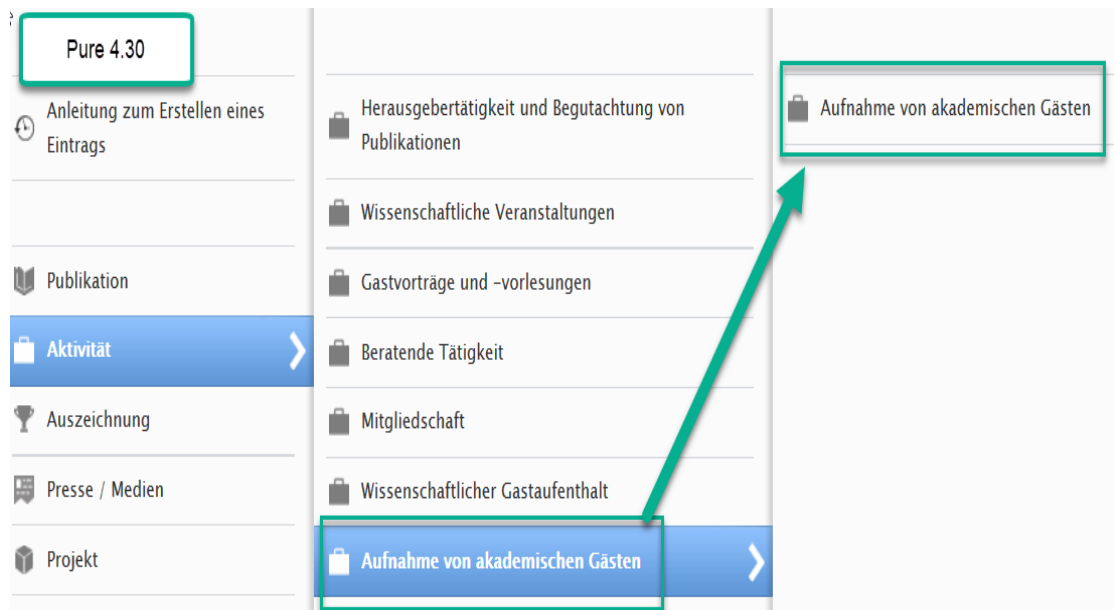 Pure 4.30
Anleitung zum Erstellen eines
Eintrags
Publikation
Aktivität
Auszeichnung
Presse / Medien
Projekt
Herausgebertätigkeit und Begutachtung von
Publikationen
Wissenschaftliche Veranstaltungen
Gastvorträge und -vorlesungen
Beratende Tätigkeit
Mitgliedschaft
Wissenschaftlicher Gastaufenthalt
Aufnahme von akademischen Gästen
Aufnahme von akademischen Gästen